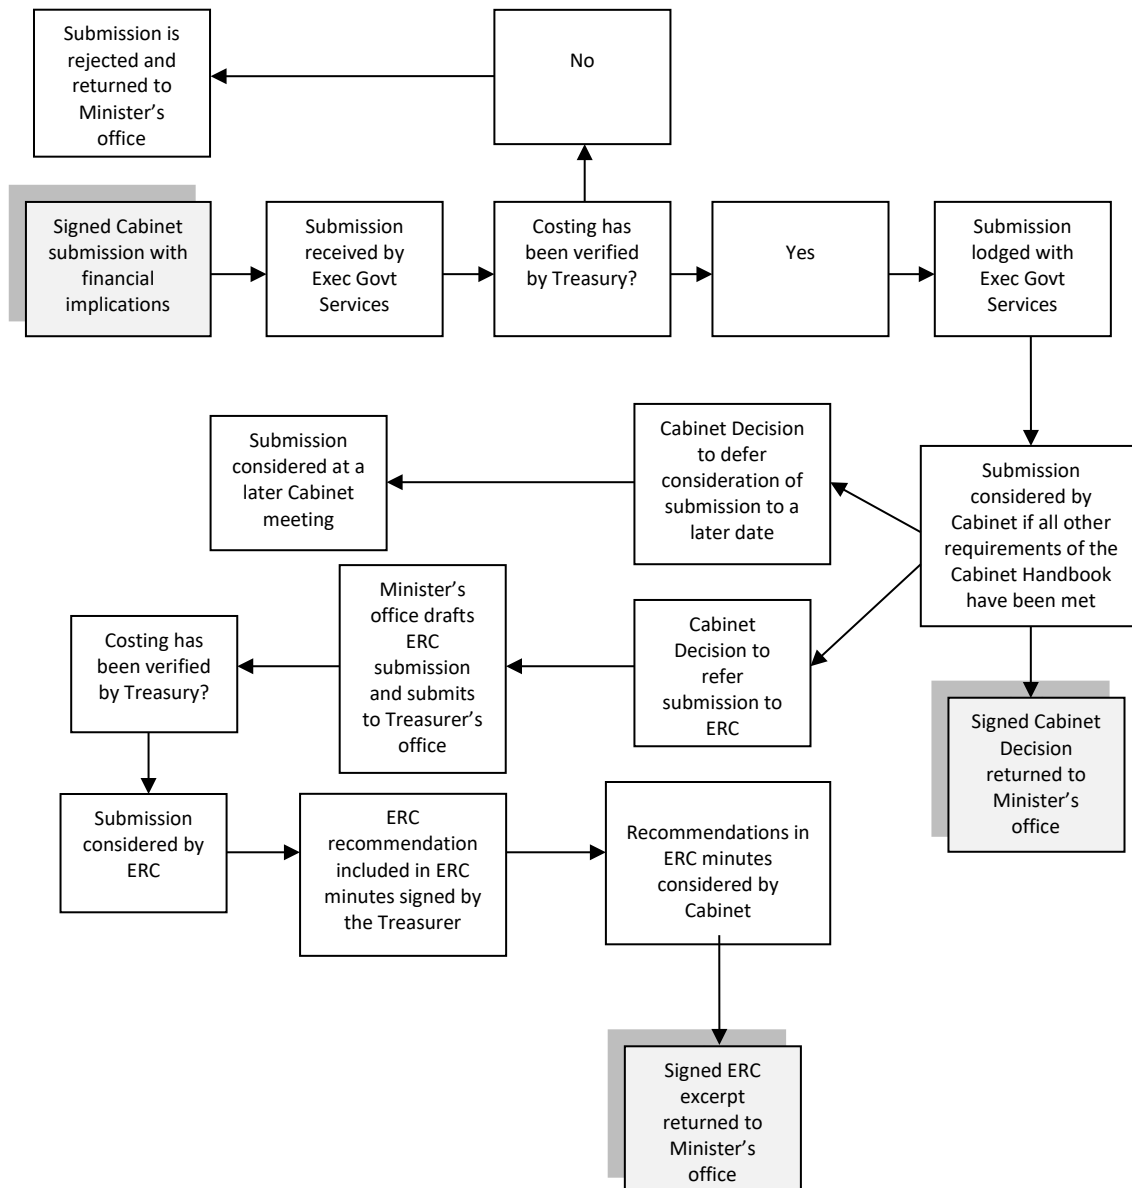 Submission is
rejected and
returned to
Minister’s
office
No
Signed Cabinet
submission with
financial
implications
Submission
received by
Exec Govt
Services
Costing has
been verified
by Treasury?
Yes
Submission
lodged with
Exec Govt
Services
Submission
considered at a
later Cabinet
meeting
Cabinet Decision
to defer
consideration of
submission to a
later date
Submission
considered by
Cabinet if all other
requirements of the
Cabinet Handbook
have been met
Costing has
been verified
by Treasury?
Minister’s
office drafts
ERC
submission
and submits
to Treasurer’s
office
Cabinet
Decision to
refer
submission to
ERC
Signed Cabinet
Decision
returned to
Minister’s
office
Submission
considered by
ERC
ERC
recommendation
included in ERC
minutes signed by
the Treasurer
Recommendations in
ERC minutes
considered by
Cabinet
Signed ERC
excerpt
returned to
Minister’s
office